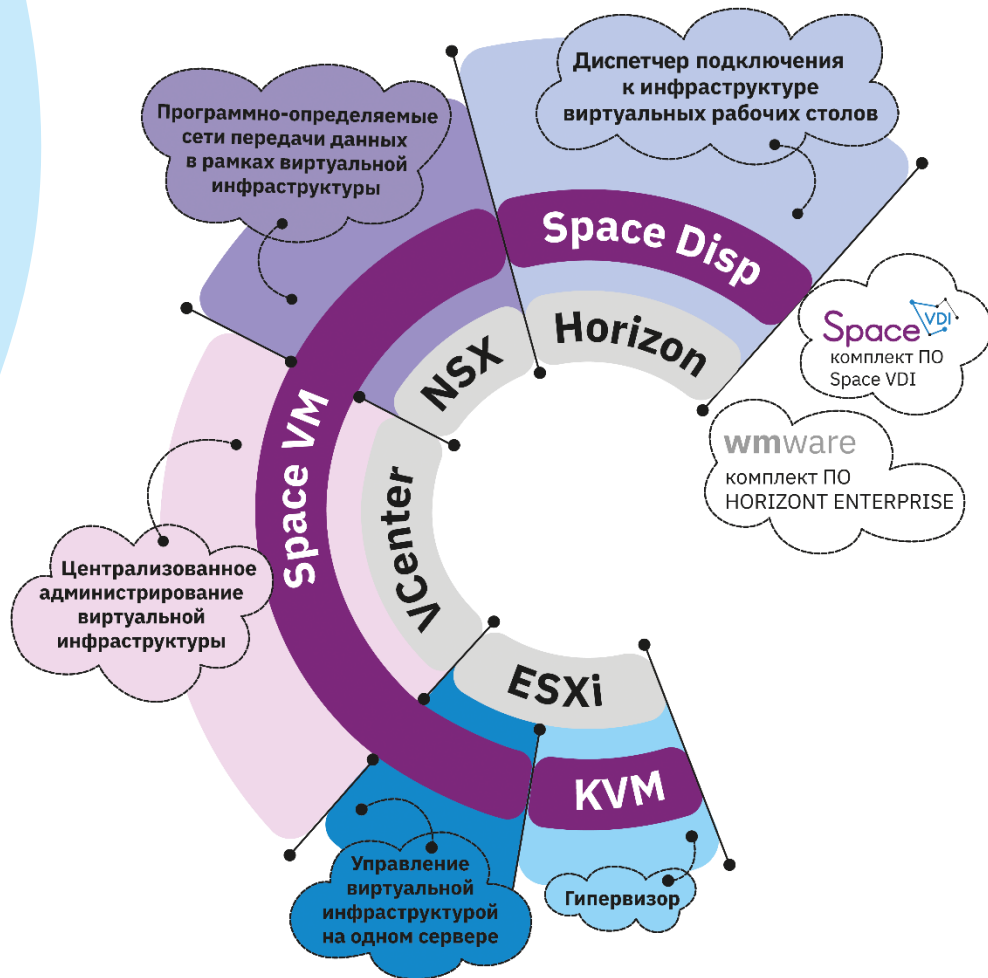 Диспетчер подключения
к инфраструктуре
виртуальных рабочих столов
Программно-определяемые
сети передачи данных
в рамках виртуальной
инфраструктуры
Space Disp
Horizon
NSX
Space VM
VCenter
ESXi
KVM
Space VDI
комплект ПО
Space VDI
wmware
комплект ПО
HORIZONT ENTERPRISE
Централизованное
администрирование
виртуальной
инфраструктуры
Управление
виртуальной
инфраструктурой
на одном сервере
Гипервизор